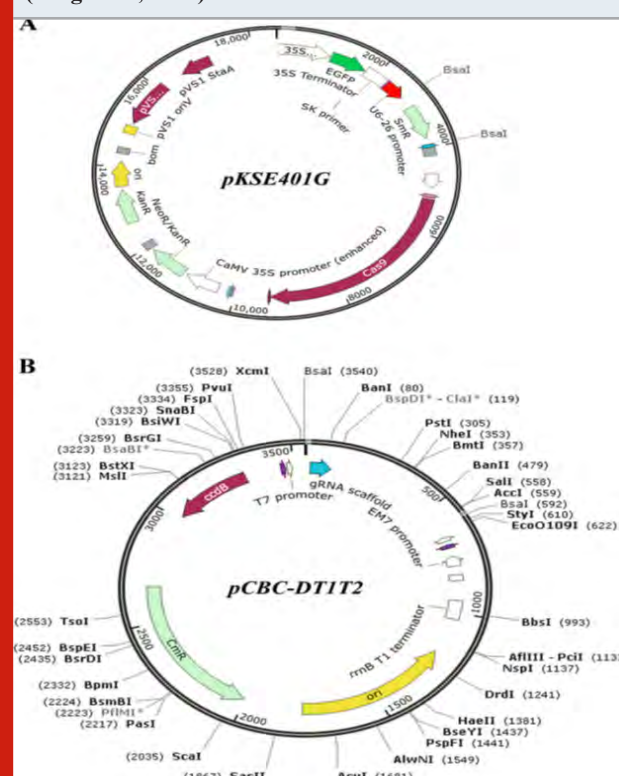 A
18,000
35S...
2000
EGFP
35S Terminator
SK primer
U6-26 promoter
SmR
BsaI
4000
BsaI
pVS1 StaA
16,000
pVS...
pVS1 oriV
bom
14,000
ori
KanR
NeoR/KanR
12,000
pKSE401G
CaMV 35S promoter (enhanced)
Cas9
6000
8000
10,000
B
(3528) XcmI
BsaI (3540)
(3355) PvuI
BanI (80)
(3334) FspI
BspDI* - ClaI* (119)
(3323) SnaBI
(3319) BsiWI
PstI (305)
(3259) BsrGI
NheI (353)
(3223) BsaBI*
BmtI (357)
(3123) BstXI
BanII (479)
(3121) MslI
SalI (558)
AccI (559)
BsaI (592)
StyI (610)
EcoO109I (622)
3500
ccdB
T7 promoter
gRNA scaffold
500
3000
EM7 promoter
pCBC-DT1T2
1000
(2553) TsoI
BbsI (993)
2500
CmR
rrnB T1 terminator
(2452) BspEI
(2435) BsrDI
AflIII - PciI
NspI (1137)
(2332) BpmI
DrdI (1241)
(2224) BsmBI
(2223) PflMI*
(2217) PasI
ori
2000
1500
HaeII (1381)
BseYI (1437)
PspFI (1441)
(2035) ScaI
AlwNI (1549)